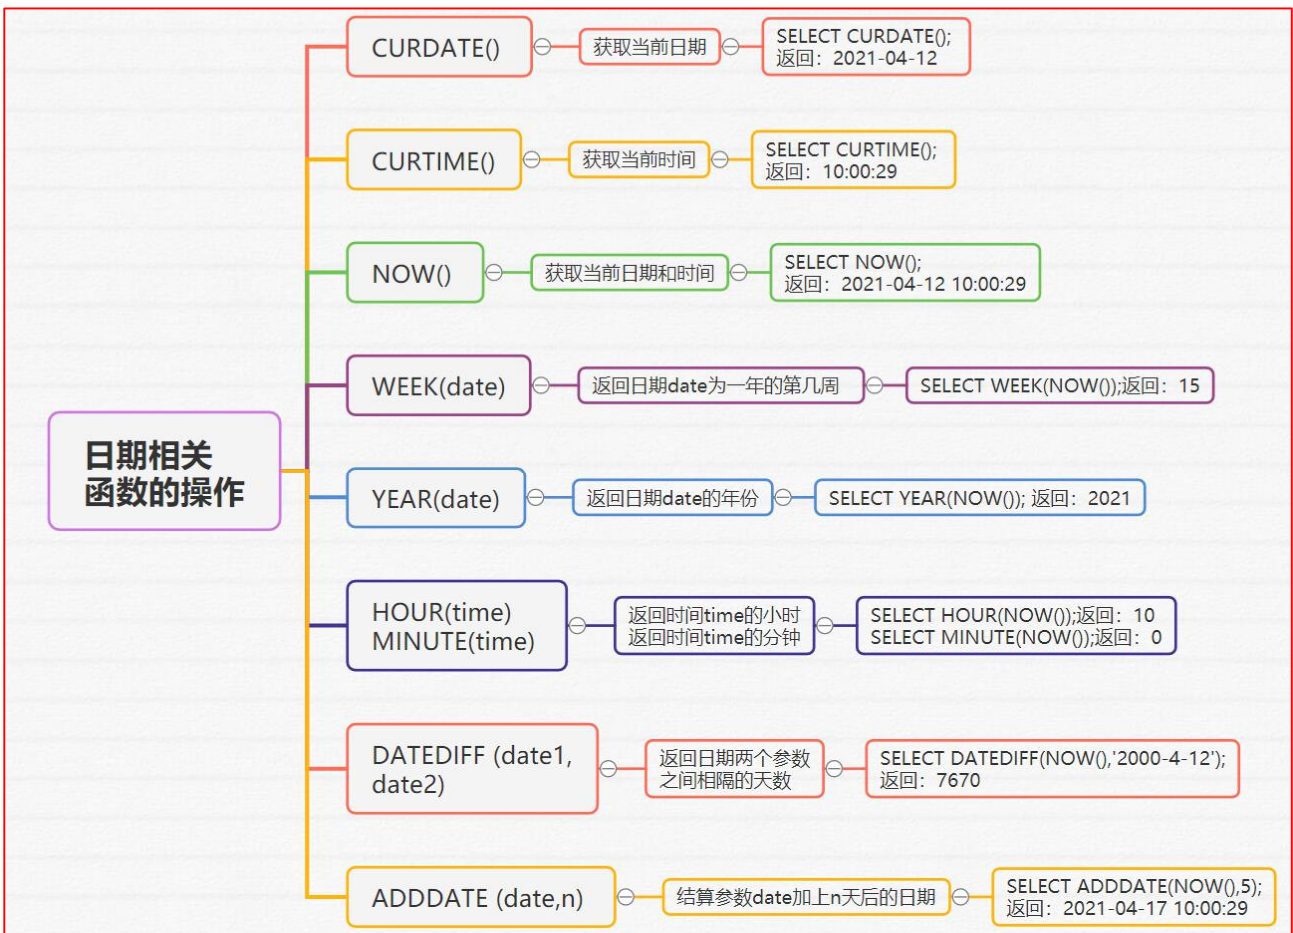 日期相关
函数的操作
CURDATE()
获取当前日期
SELECT CURDATE();
返回：2021-04-12
CURTIME()
获取当前时间
SELECT CURTIME();
返回：10:00:29
NOW()
获取当前日期和时间
SELECT NOW();
返回：2021-04-12 10:00:29
WEEK(date)
返回日期date为一年的第几周
SELECT WEEK(NOW());返回：15
YEAR(date)
返回日期date的年份
SELECT YEAR(NOW()); 返回：2021
HOUR(time)
MINUTE(time)
返回时间time的小时
返回时间time的分钟
SELECT HOUR(NOW());返回：10
SELECT MINUTE(NOW());返回：0
DATEDIFF (date1,
date2)
返回日期两个参数
之间相隔的天数
SELECT DATEDIFF(NOW(),'2000-4-12');
返回：7670
ADDDATE (date,n)
结算参数date加上n天后的日期
SELECT ADDDATE(NOW(),5);
返回：2021-04-17 10:00:29